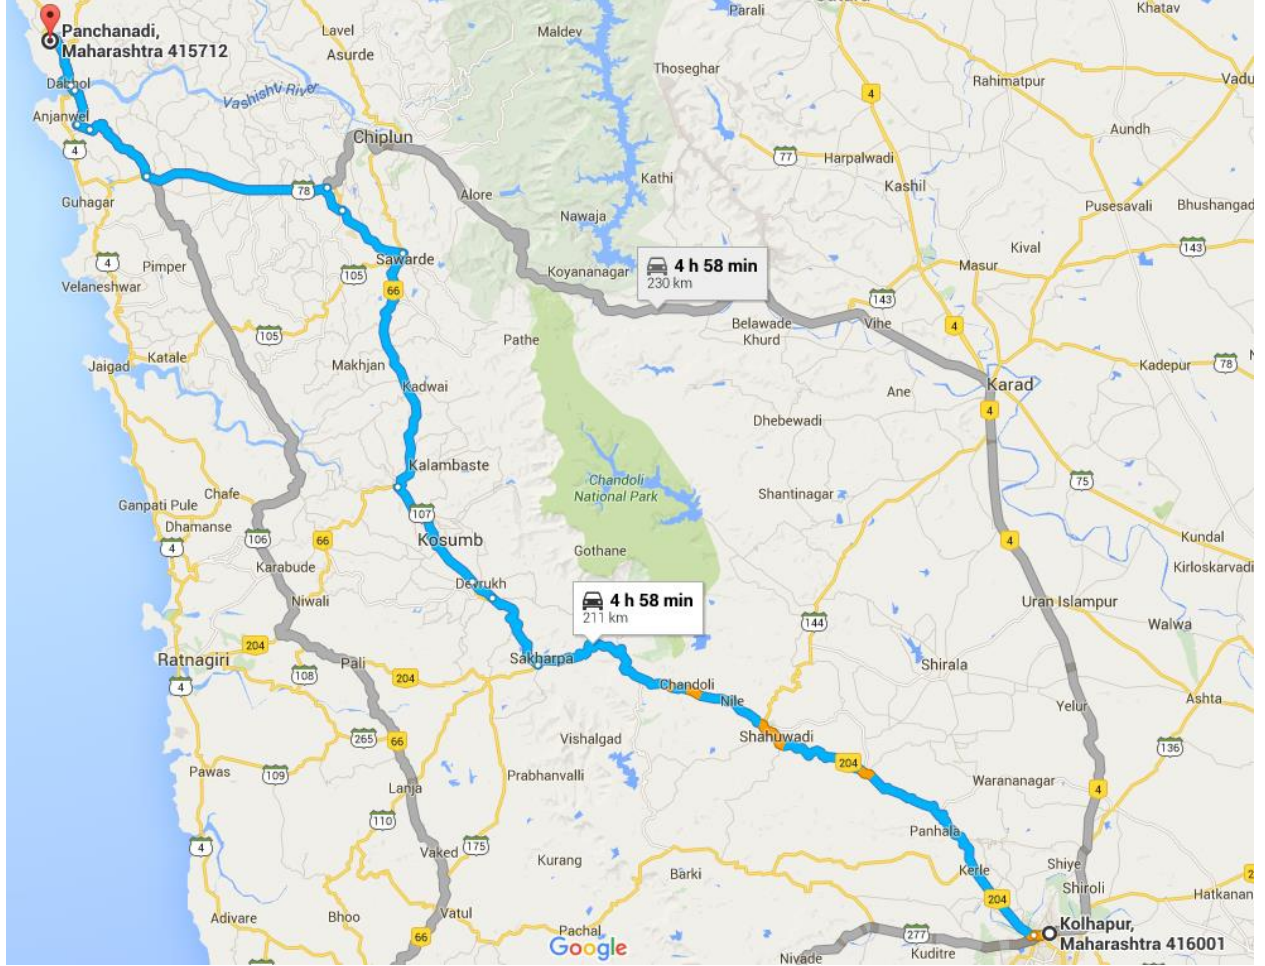 Parali
Khatav
Panchanadi,
Maharashtra 415712
Lavel
Asurde
Maldev
Thoseghar
Rahimatpur
Vadu
Dabhol
Vashishti River
4
Anjanwel
Chiplun
Aundh
4
77
Harpalwadi
Kashil
Kathi
Alore
78
Guhagar
Nawaja
Pusesavali
Bhushangad
Kival
143
4
Pimper
Sawarde
105
Koyananagar
4 h 58 min
230 km
Masur
Velaneshwar
66
143
4
Belawade
Khurd
Vihe
105
Pathe
Jaigad
Katale
Makhjan
Kadwai
Karad
Kadepur
78
Ane
4
Dhebewadi
Kalambaste
Chandoli
National Park
Shantinagar
75
Chafe
Ganpati Pule
Dhamanse
107
4
106
66
Kosumb
Gothane
4
Kundal
Kirloskarvadi
Karabude
Devrukh
Niwali
4 h 58 min
211 km
Uran Islampur
144
Walwa
204
Ratnagiri
Pali
Sakharpa
Shirala
108
204
4
Chandoli
Nile
Ashta
Yelur
265
66
Vishalgad
Shahuwadi
136
204
Pawas
109
Prabhanvalli
Warananagar
Lanja
4
110
Panhala
4
Vaked
175
Kurang
Barki
Kerle
Shiye
Shiroli
204
Hatkanan
Adivare
Bhoo
Vatul
66
Pachal
Google
277
Kuditre
Nivade
Kolhapur,
Maharashtra 416001